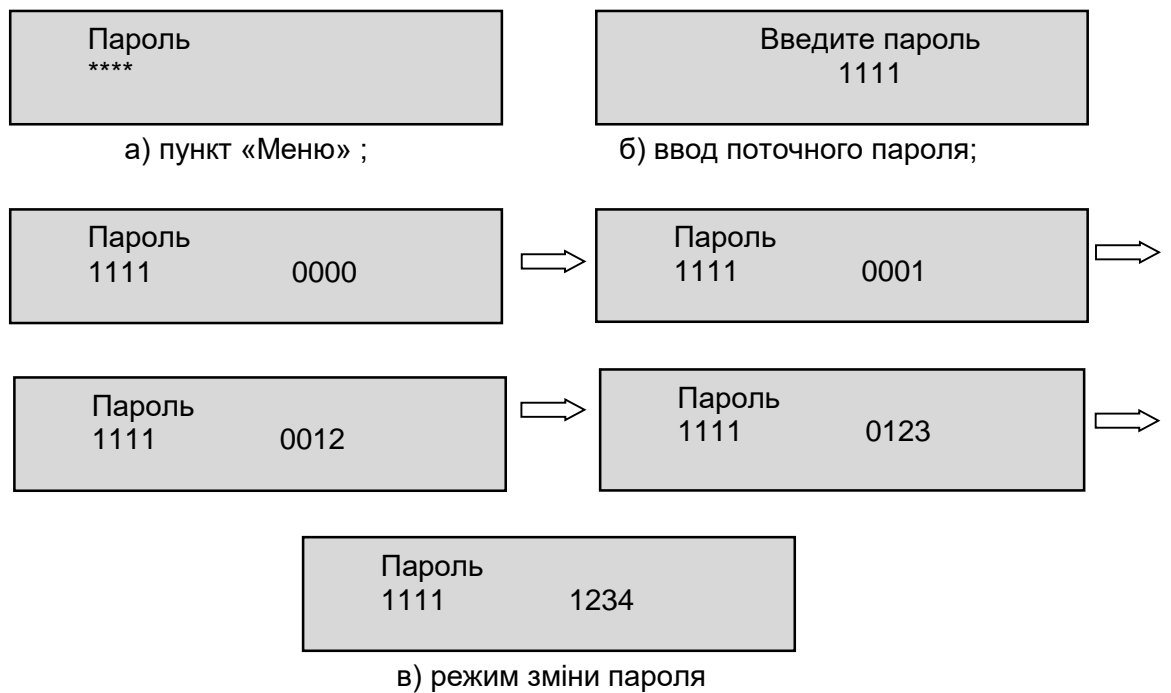 Пароль
****
а) пункт «Меню» ;
Введите пароль
1111
б) ввод поточного пароля;
Пароль
1111 0000
Пароль
1111 0001
Пароль
1111 0012
Пароль
1111 0123
Пароль
1111 1234
в) режим зміни пароля